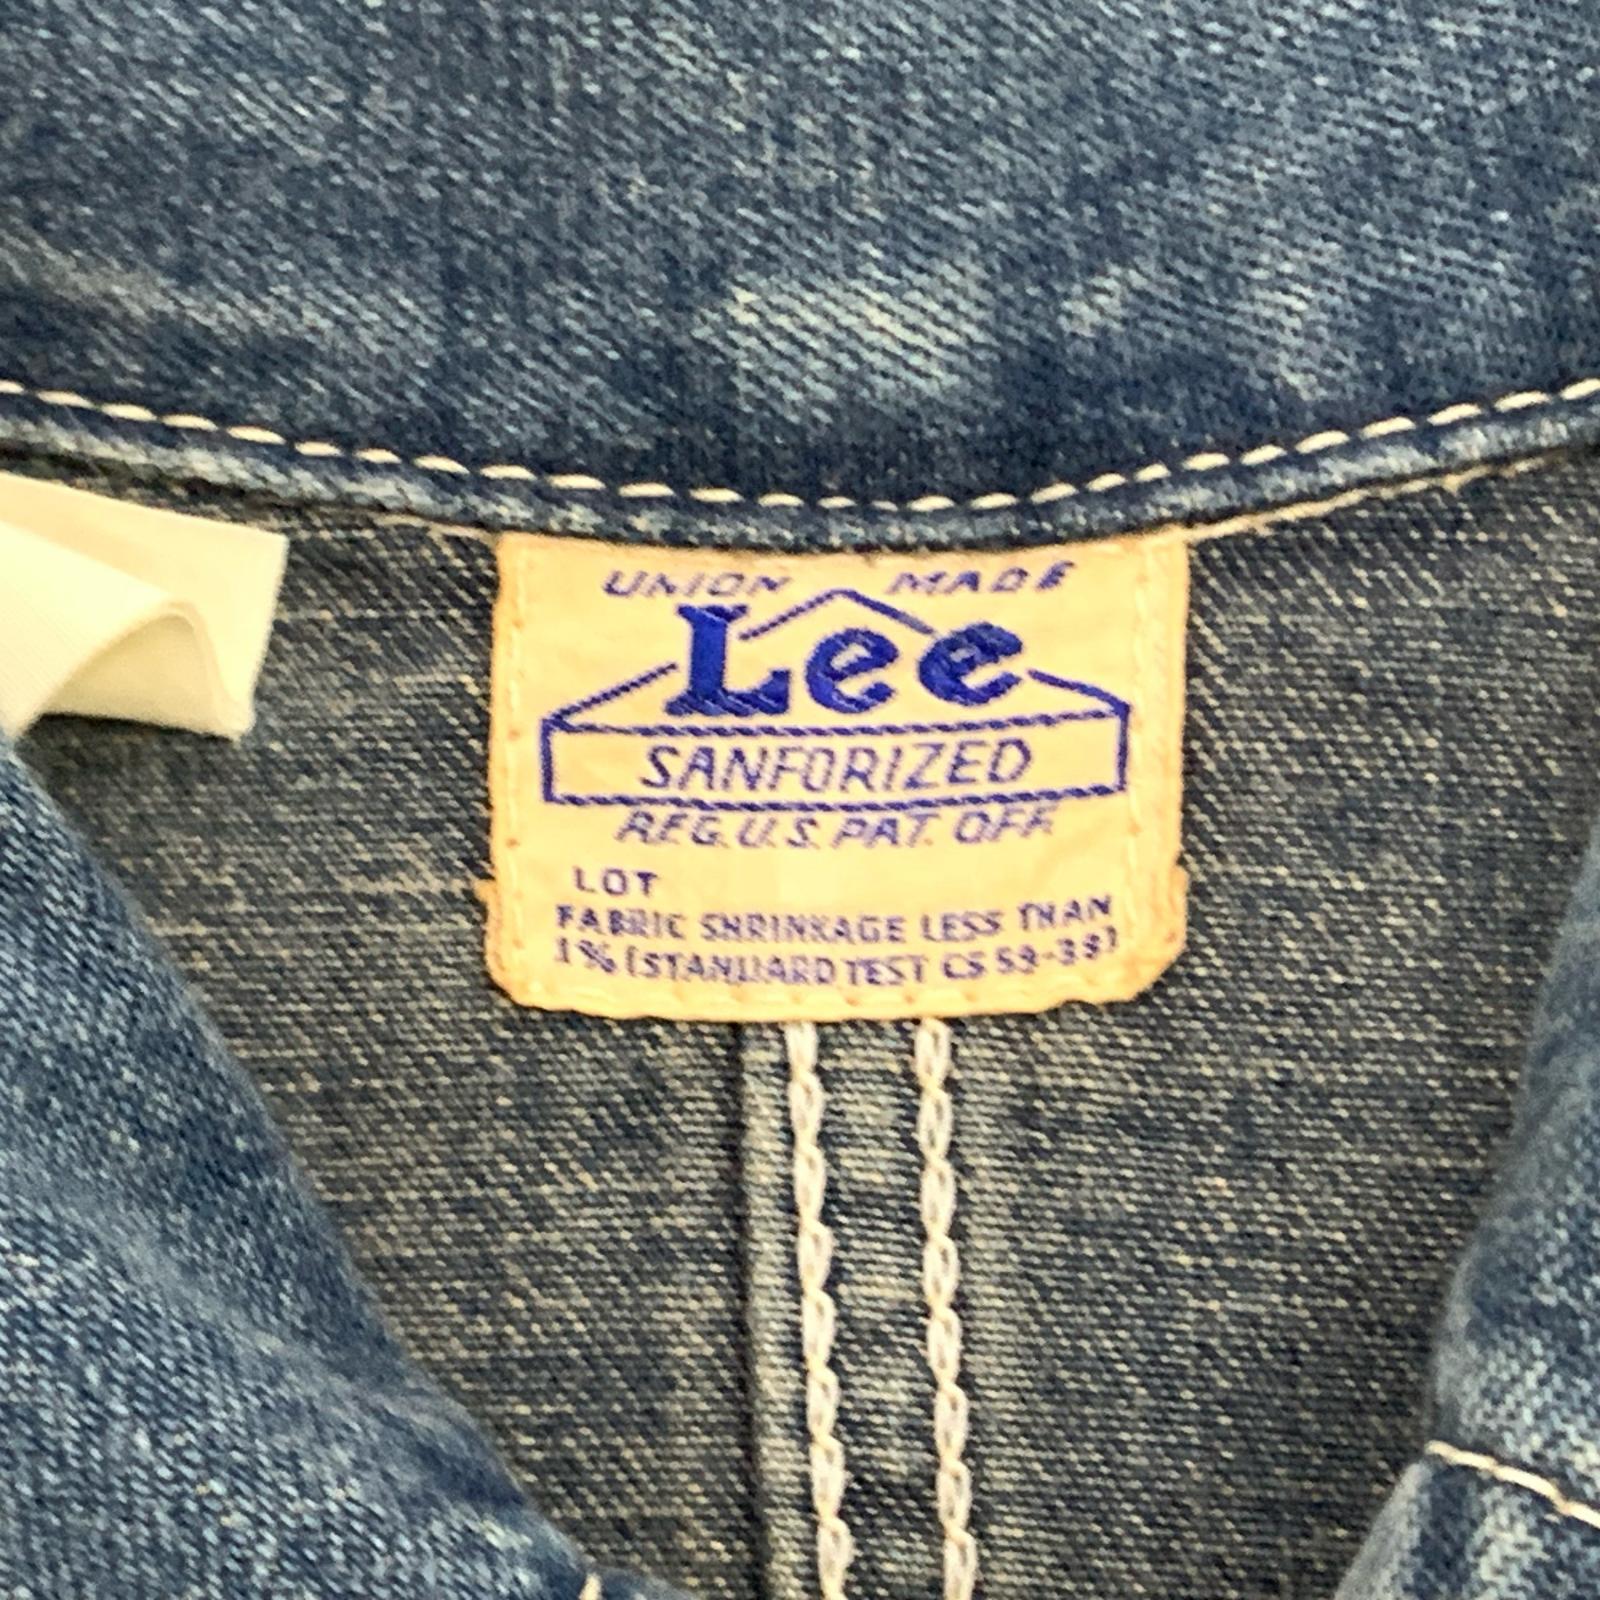 UNION MADE
Lee
SANFORIZED
REG. U.S. PAT. OFF.
LOT
FABRIC SHRINKAGE LESS THAN
1% (STANDARD TEST CS 59-38)